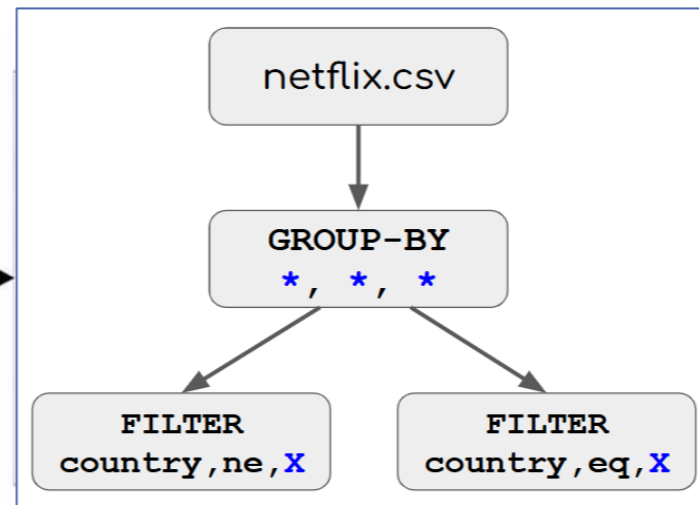 netflix.csv
GROUP-BY
*, *, *
FILTER
country,ne,X
FILTER
country,eq,X